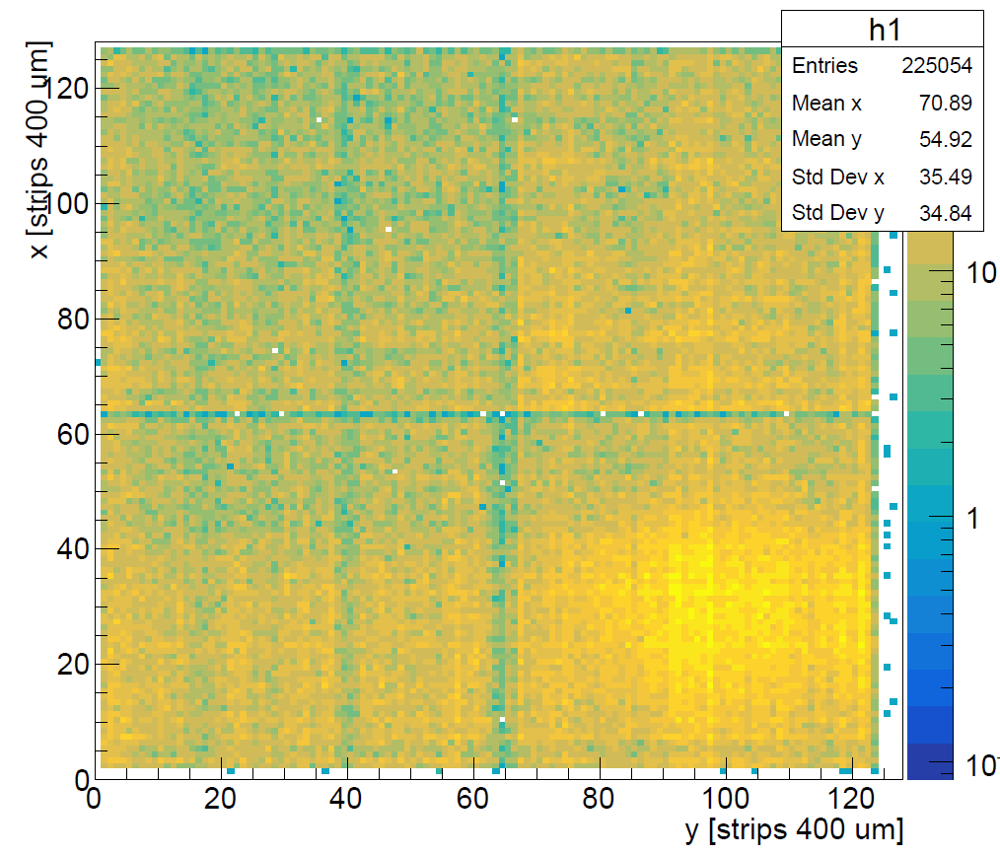 h1
Entries 225054
Mean x 70.89
Mean y 54.92
Std Dev x 35.49
Std Dev y 34.84
x [strips 400 um]
120
100
80
60
40
20
0
0 20 40 60 80 100 120
y [strips 400 um]
10
1
10